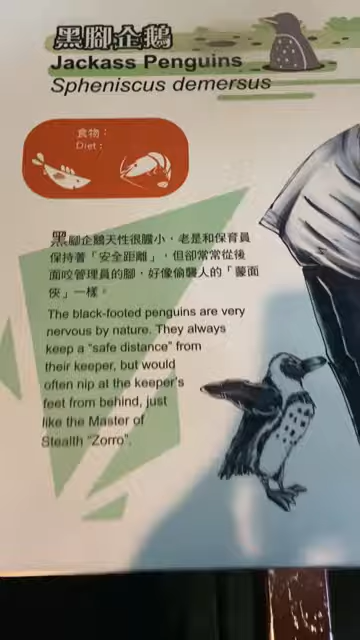 黑腳企鵝
Jackass Penguins
Spheniscus demersus
食物：
Diet :
黑腳企鵝天性很膽小，老是和保育員
保持著「安全距離」，但卻常常從後
面咬管理員的腳，好像偷襲人的「蒙面
俠」一樣。
The black-footed penguins are very
nervous by nature. They always
keep a “safe distance” from
their keeper, but would
often nip at the keeper's
feet from behind, just
like the Master of
Stealth “Zorro”.